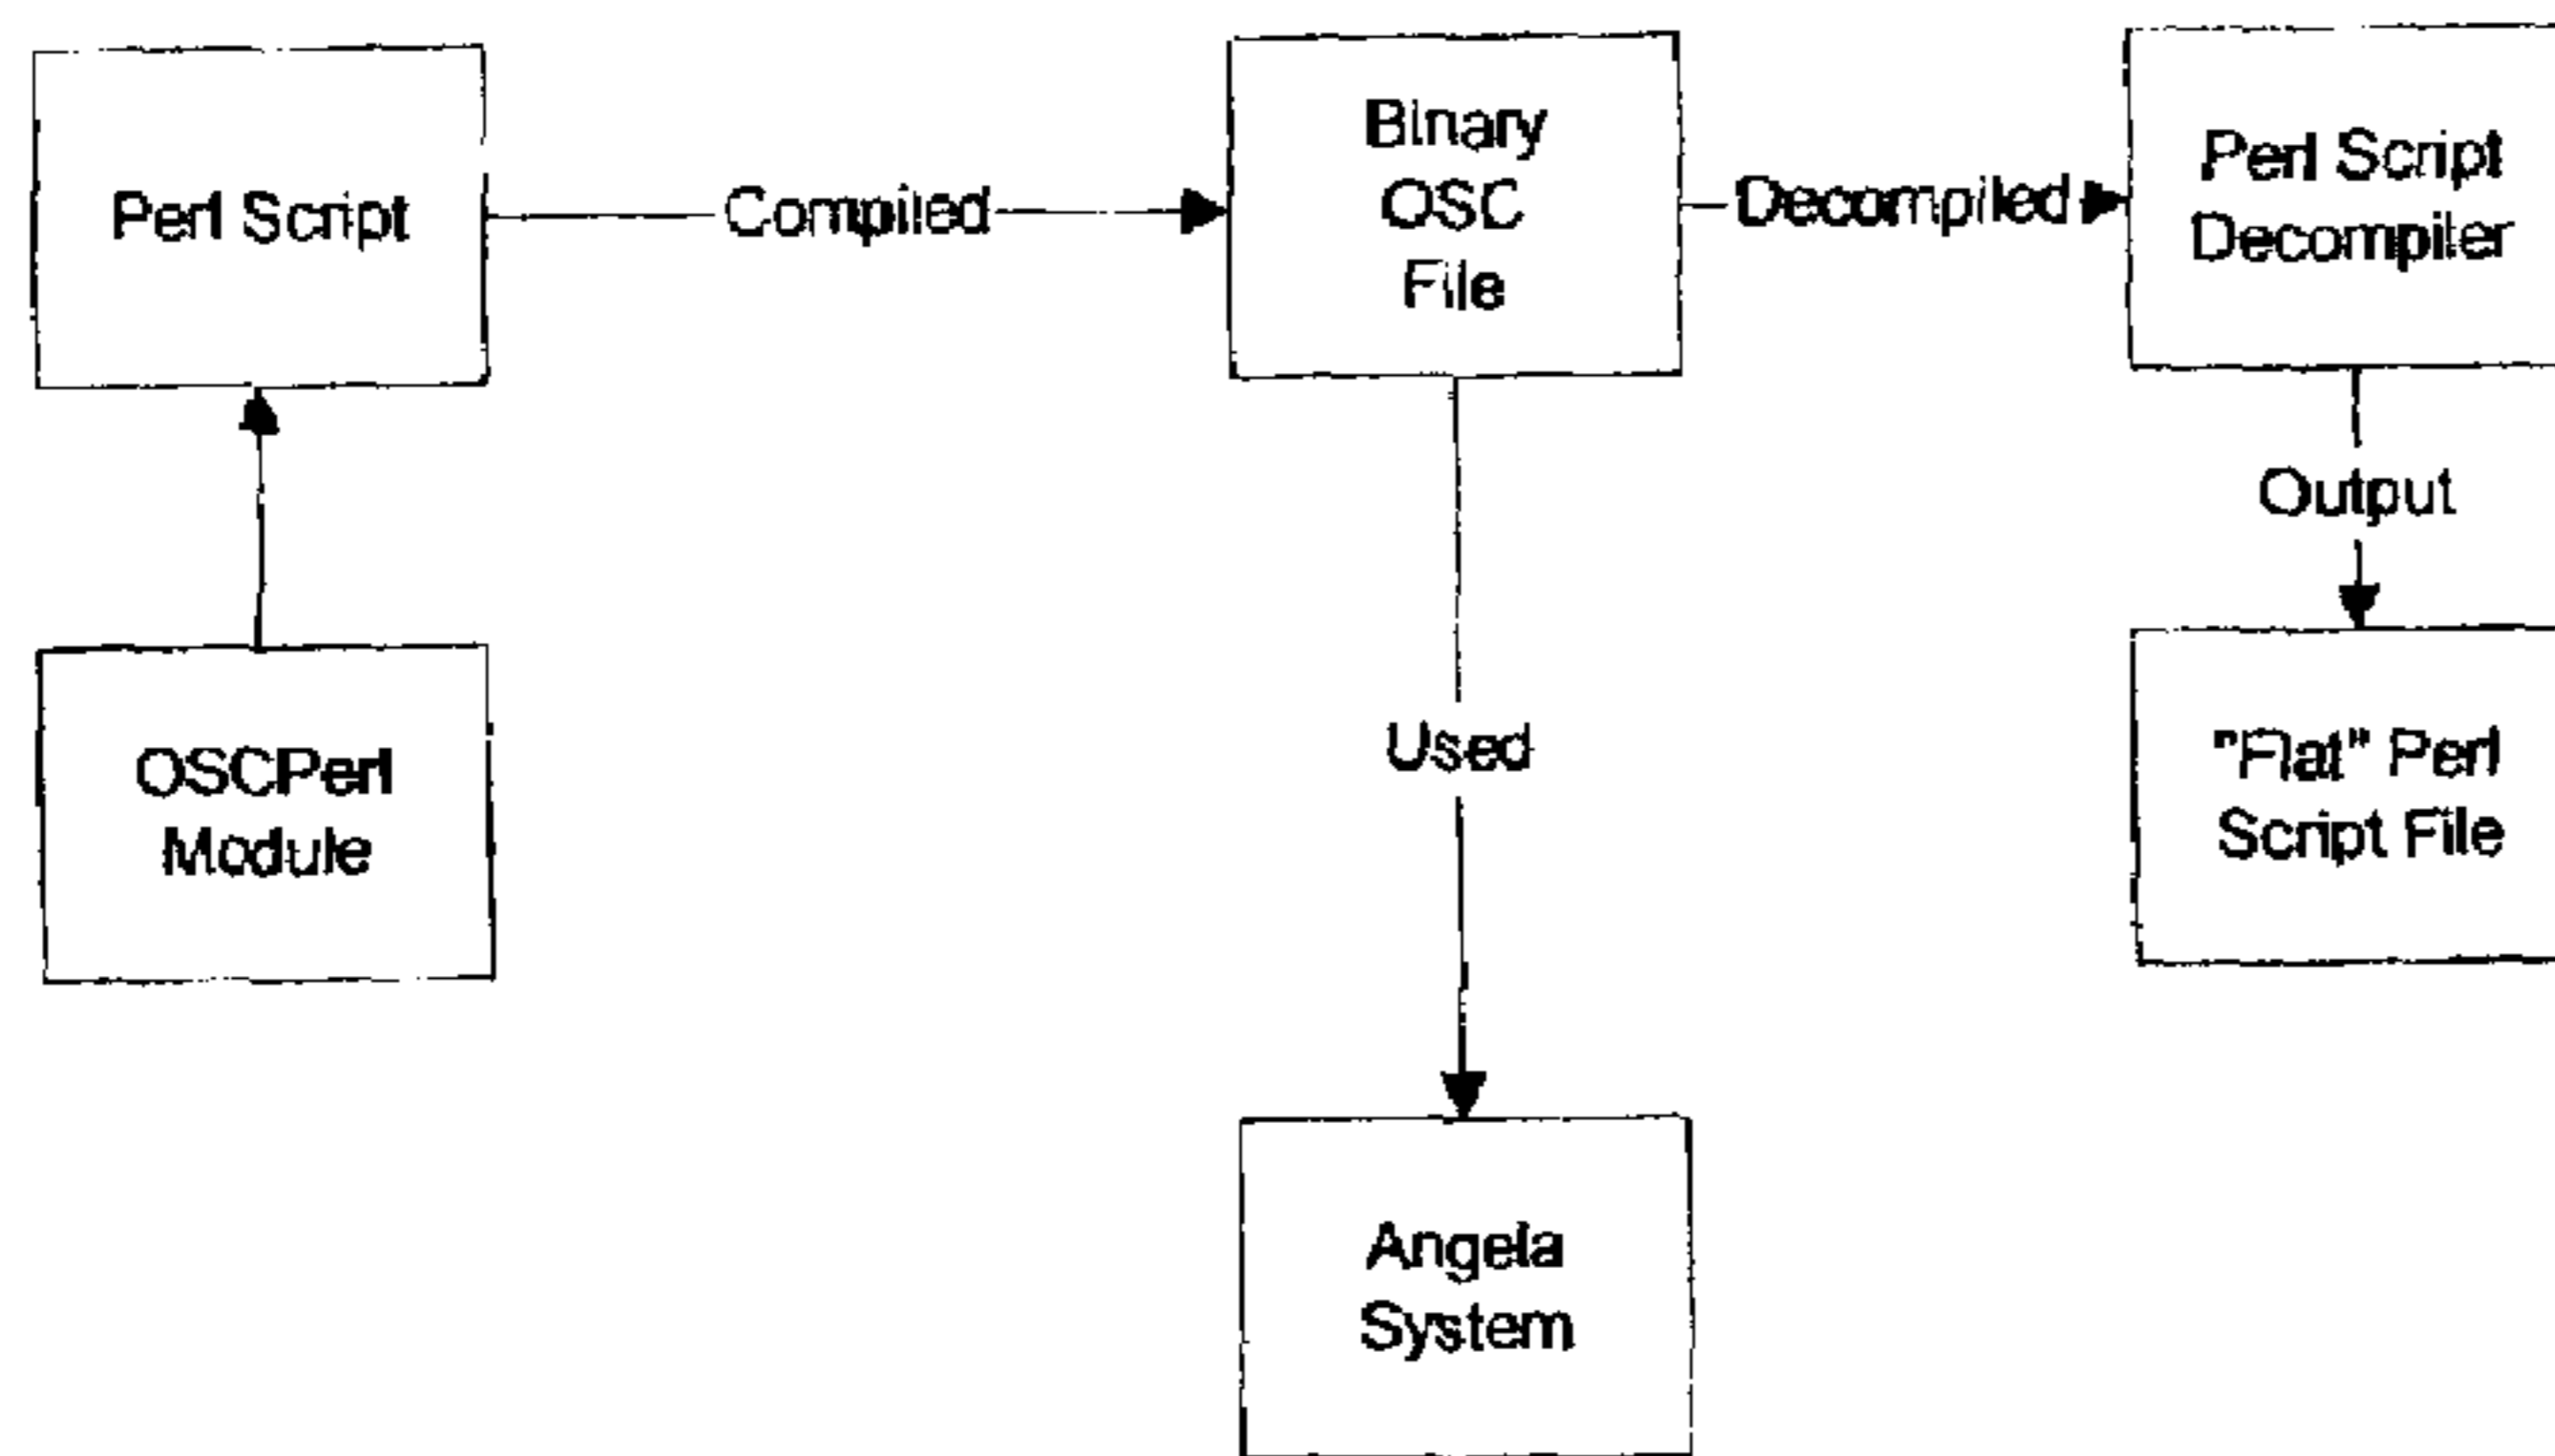 Perl Script
Compiled
Binary
OSC
File
Decompiled
Perl Script
Decompiler
Output
OSCPerl
Module
Used
"Flat" Perl
Script File
Angela
System